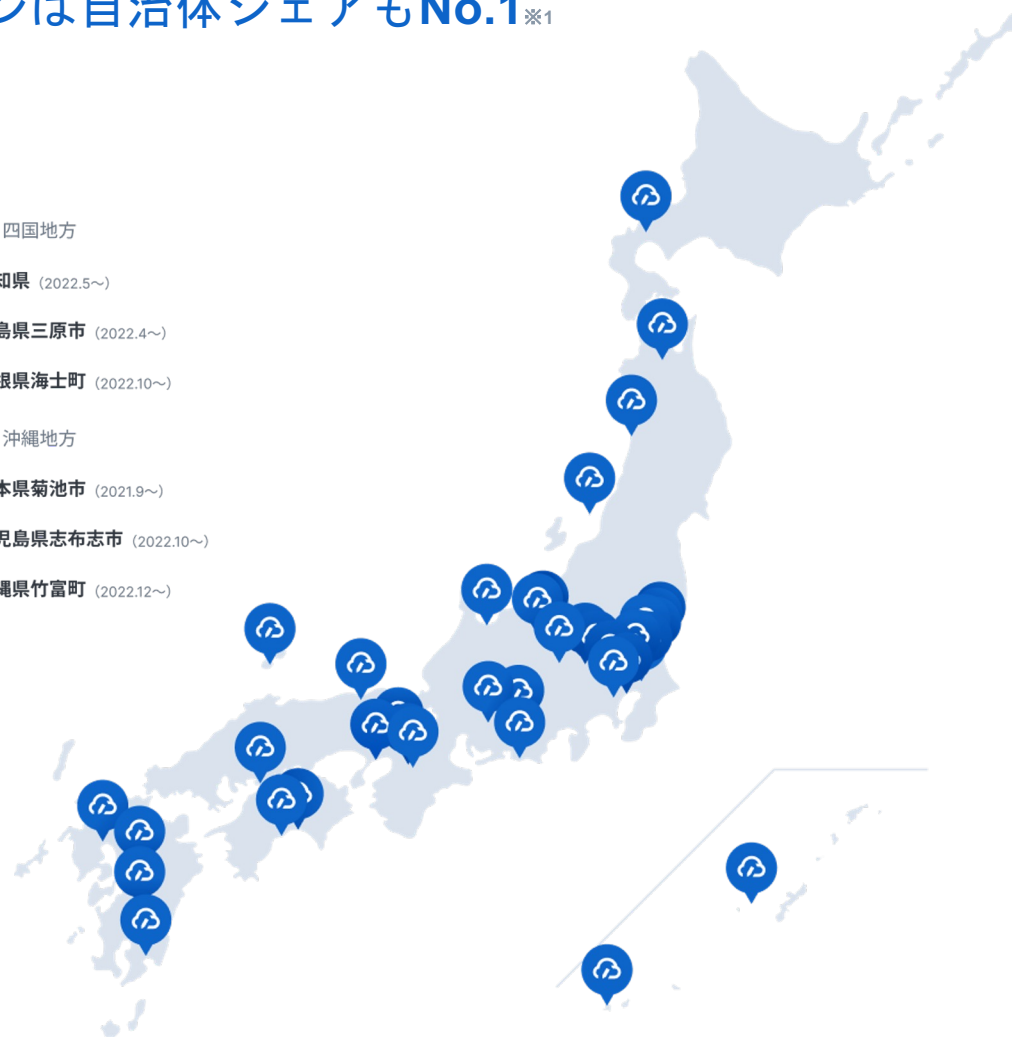 ンは自治体シェアもNo.1※1
四国地方
知県（2022.5〜）
島県三原市（2022.4〜）
根県海士町（2022.10〜）
沖縄地方
本県菊池市（2021.9〜）
児島県志布志市（2022.10〜）
縄県竹富町（2022.12〜）